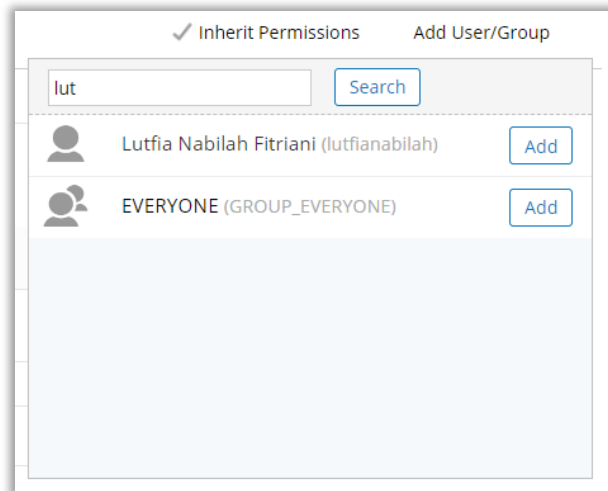 Inherit Permissions Add User/Group
lut Search
Lutfia Nabilah Fitriani (lutfianabilah) Add
EVERYONE (GROUP_EVERYONE) Add